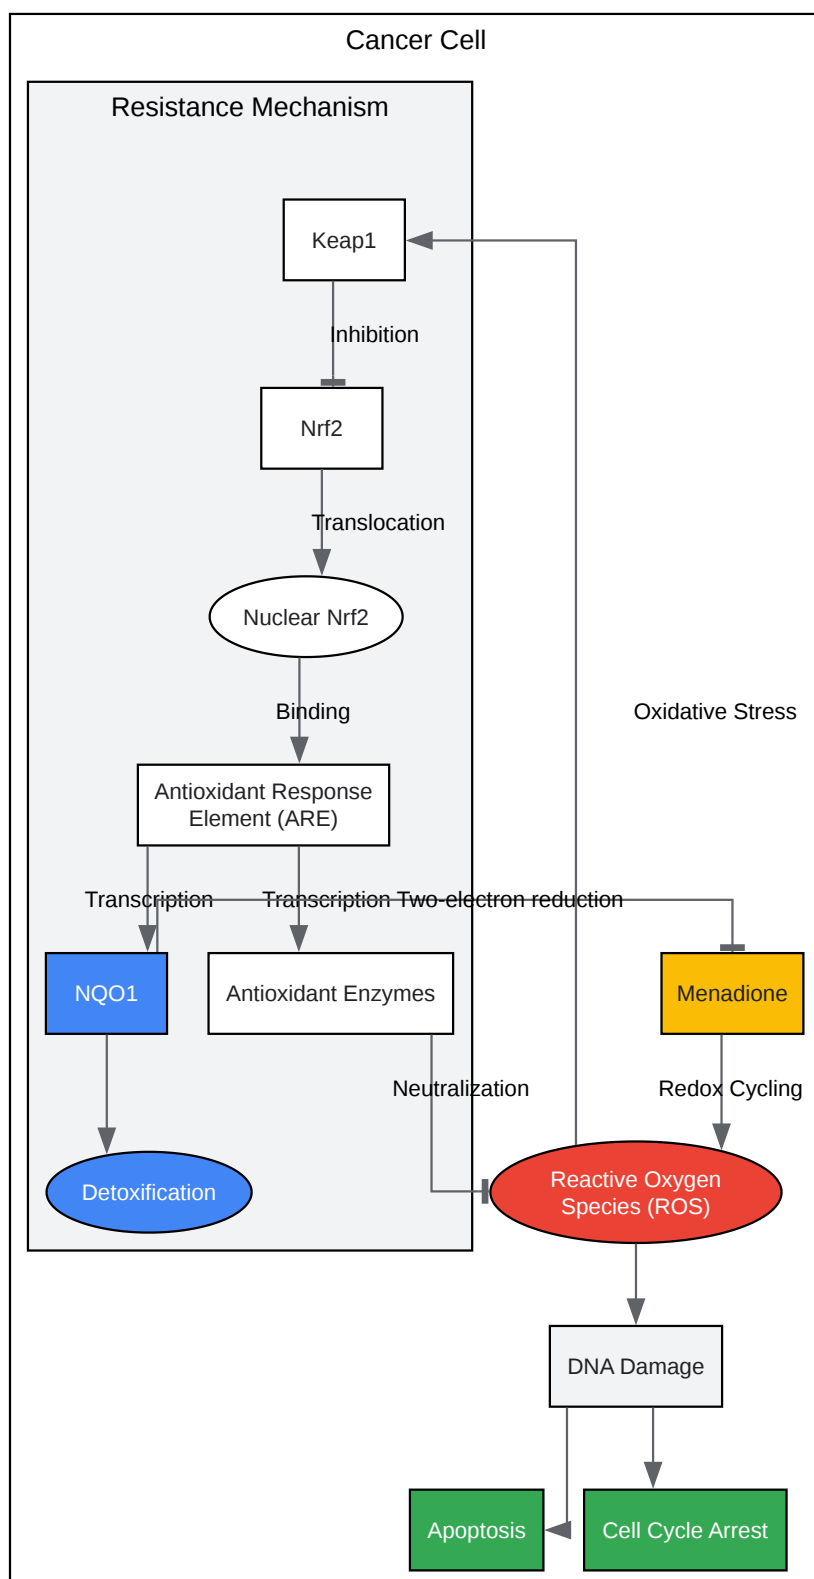 Cancer Cell
Resistance Mechanism
Keap1
Inhibition
Nrf2
Translocation
Nuclear Nrf2
Binding
Oxidative Stress
Antioxidant Response
Element (ARE)
Transcription
Transcription
Two-electron reduction
NQO1
Antioxidant Enzymes
Menadione
Neutralization
Redox Cycling
Detoxification
Reactive Oxygen
Species (ROS)
DNA Damage
Apoptosis
Cell Cycle Arrest